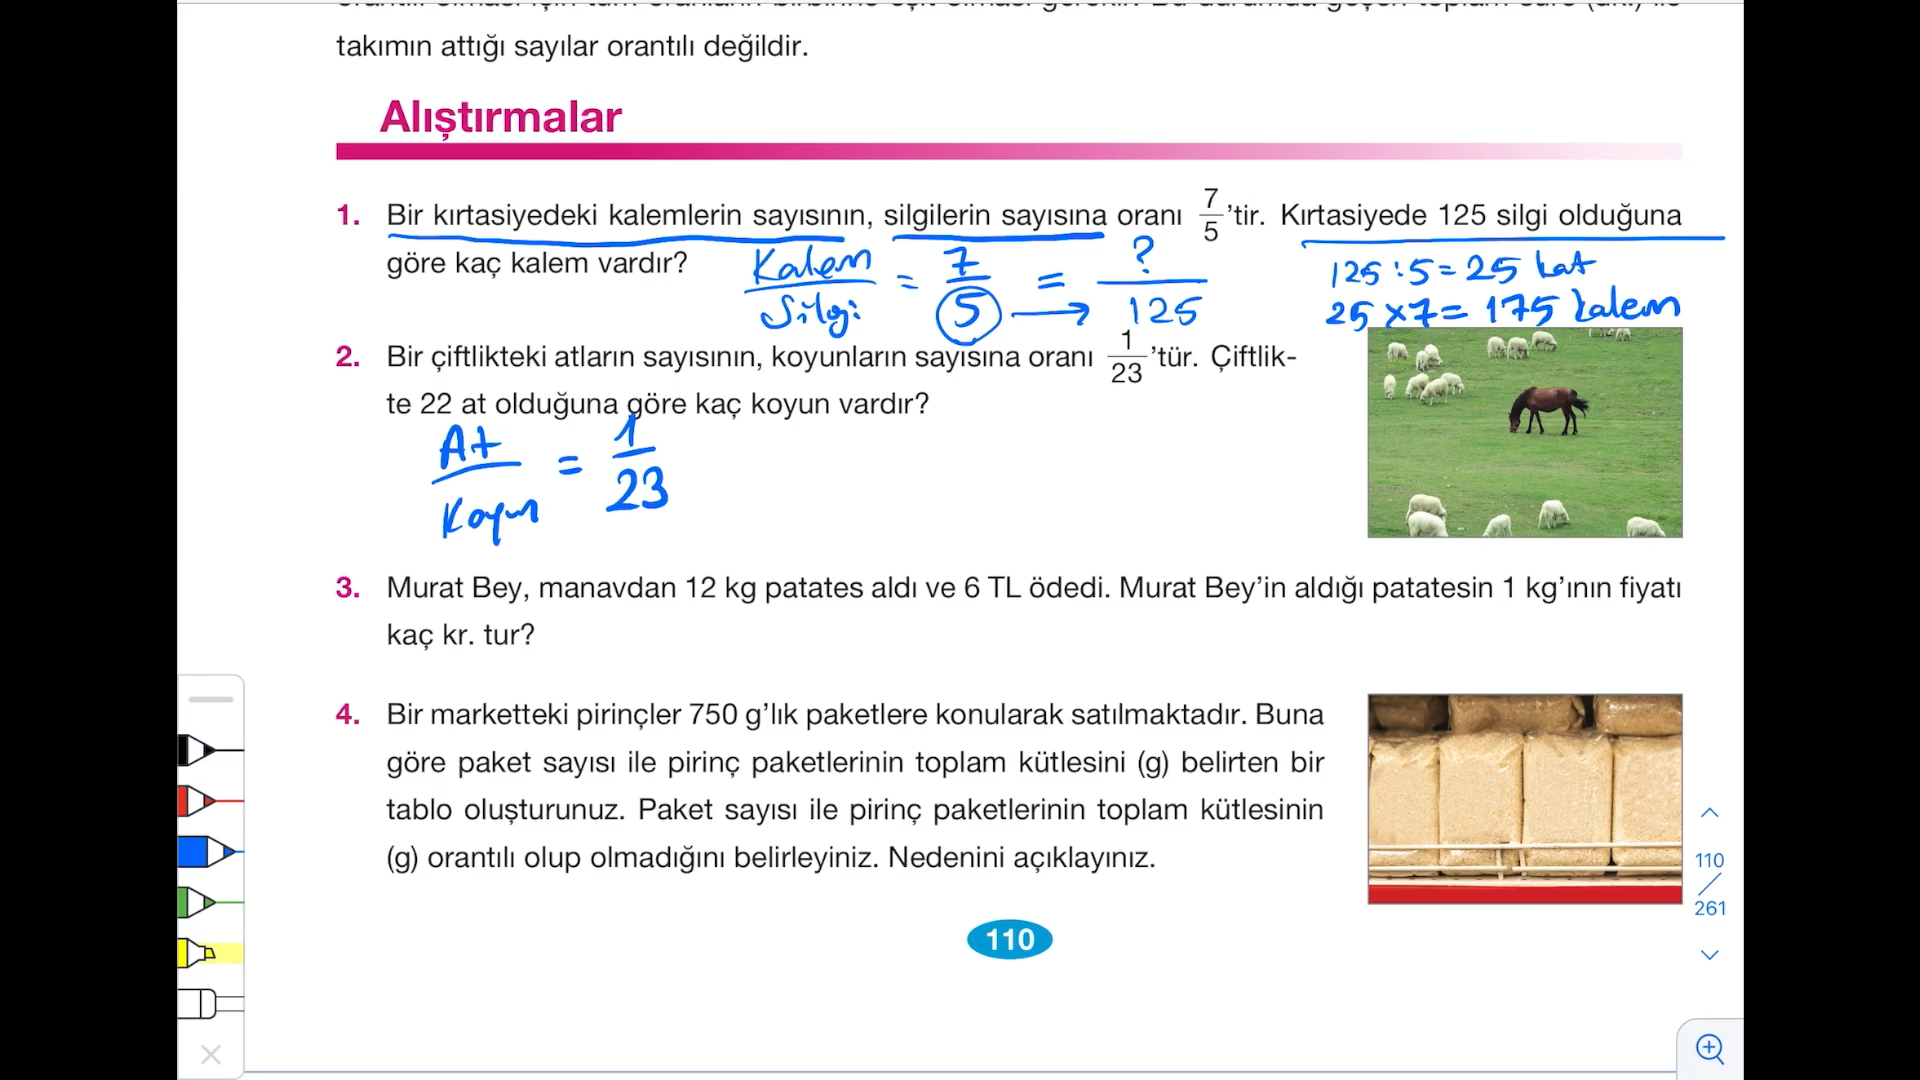 takımın attığı sayılar orantılı değildir.
Alıştırmalar
1. Bir kırtasiyedeki kalemlerin sayısının, silgilerin sayısına oranı 7/5 'tir. Kırtasiyede 125 silgi olduğuna
göre kaç kalem vardır?
Kalem/Silgi = 7/5 → = ?/125
125 : 5 = 25 kat
25 x 7 = 175 kalem
2. Bir çiftlikteki atların sayısının, koyunların sayısına oranı 1/23 'tür. Çiftlik-
te 22 at olduğuna göre kaç koyun vardır?
At/Koyun = 1/23
3. Murat Bey, manavdan 12 kg patates aldı ve 6 TL ödedi. Murat Bey'in aldığı patatesin 1 kg'ının fiyatı
kaç kr. tur?
4. Bir marketteki pirinçler 750 g'lık paketlere konularak satılmaktadır. Buna
göre paket sayısı ile pirinç paketlerinin toplam kütlesini (g) belirten bir
tablo oluşturunuz. Paket sayısı ile pirinç paketlerinin toplam kütlesinin
(g) orantılı olup olmadığını belirleyiniz. Nedenini açıklayınız.
110
110
/
261